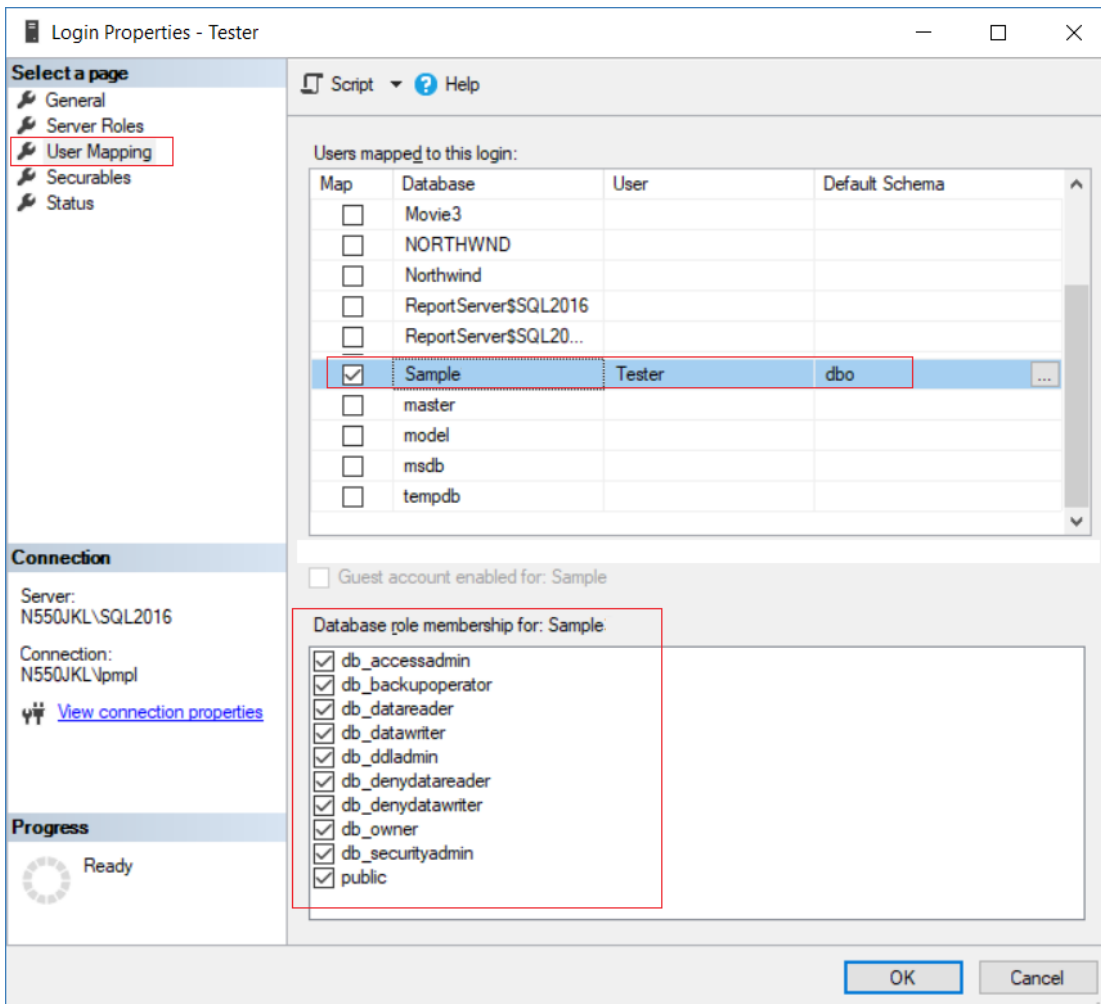 Login Properties - Tester
Select a page
General
Server Roles
User Mapping
Securables
Status
Script Help
Users mapped to this login:
Map Database User Default Schema
Movie3
NORTHWND
Northwind
ReportServer$SQL2016
ReportServer$SQL20...
Sample Tester dbo ...
master
model
msdb
tempdb
Guest account enabled for: Sample
Database role membership for: Sample
db_accessadmin
db_backupoperator
db_datareader
db_datawriter
db_ddladmin
db_denydatareader
db_denydatawriter
db_owner
db_securityadmin
public
Connection
Server:
N550JKL\SQL2016
Connection:
N550JKL\lpmpl
View connection properties
Progress
Ready
OK Cancel